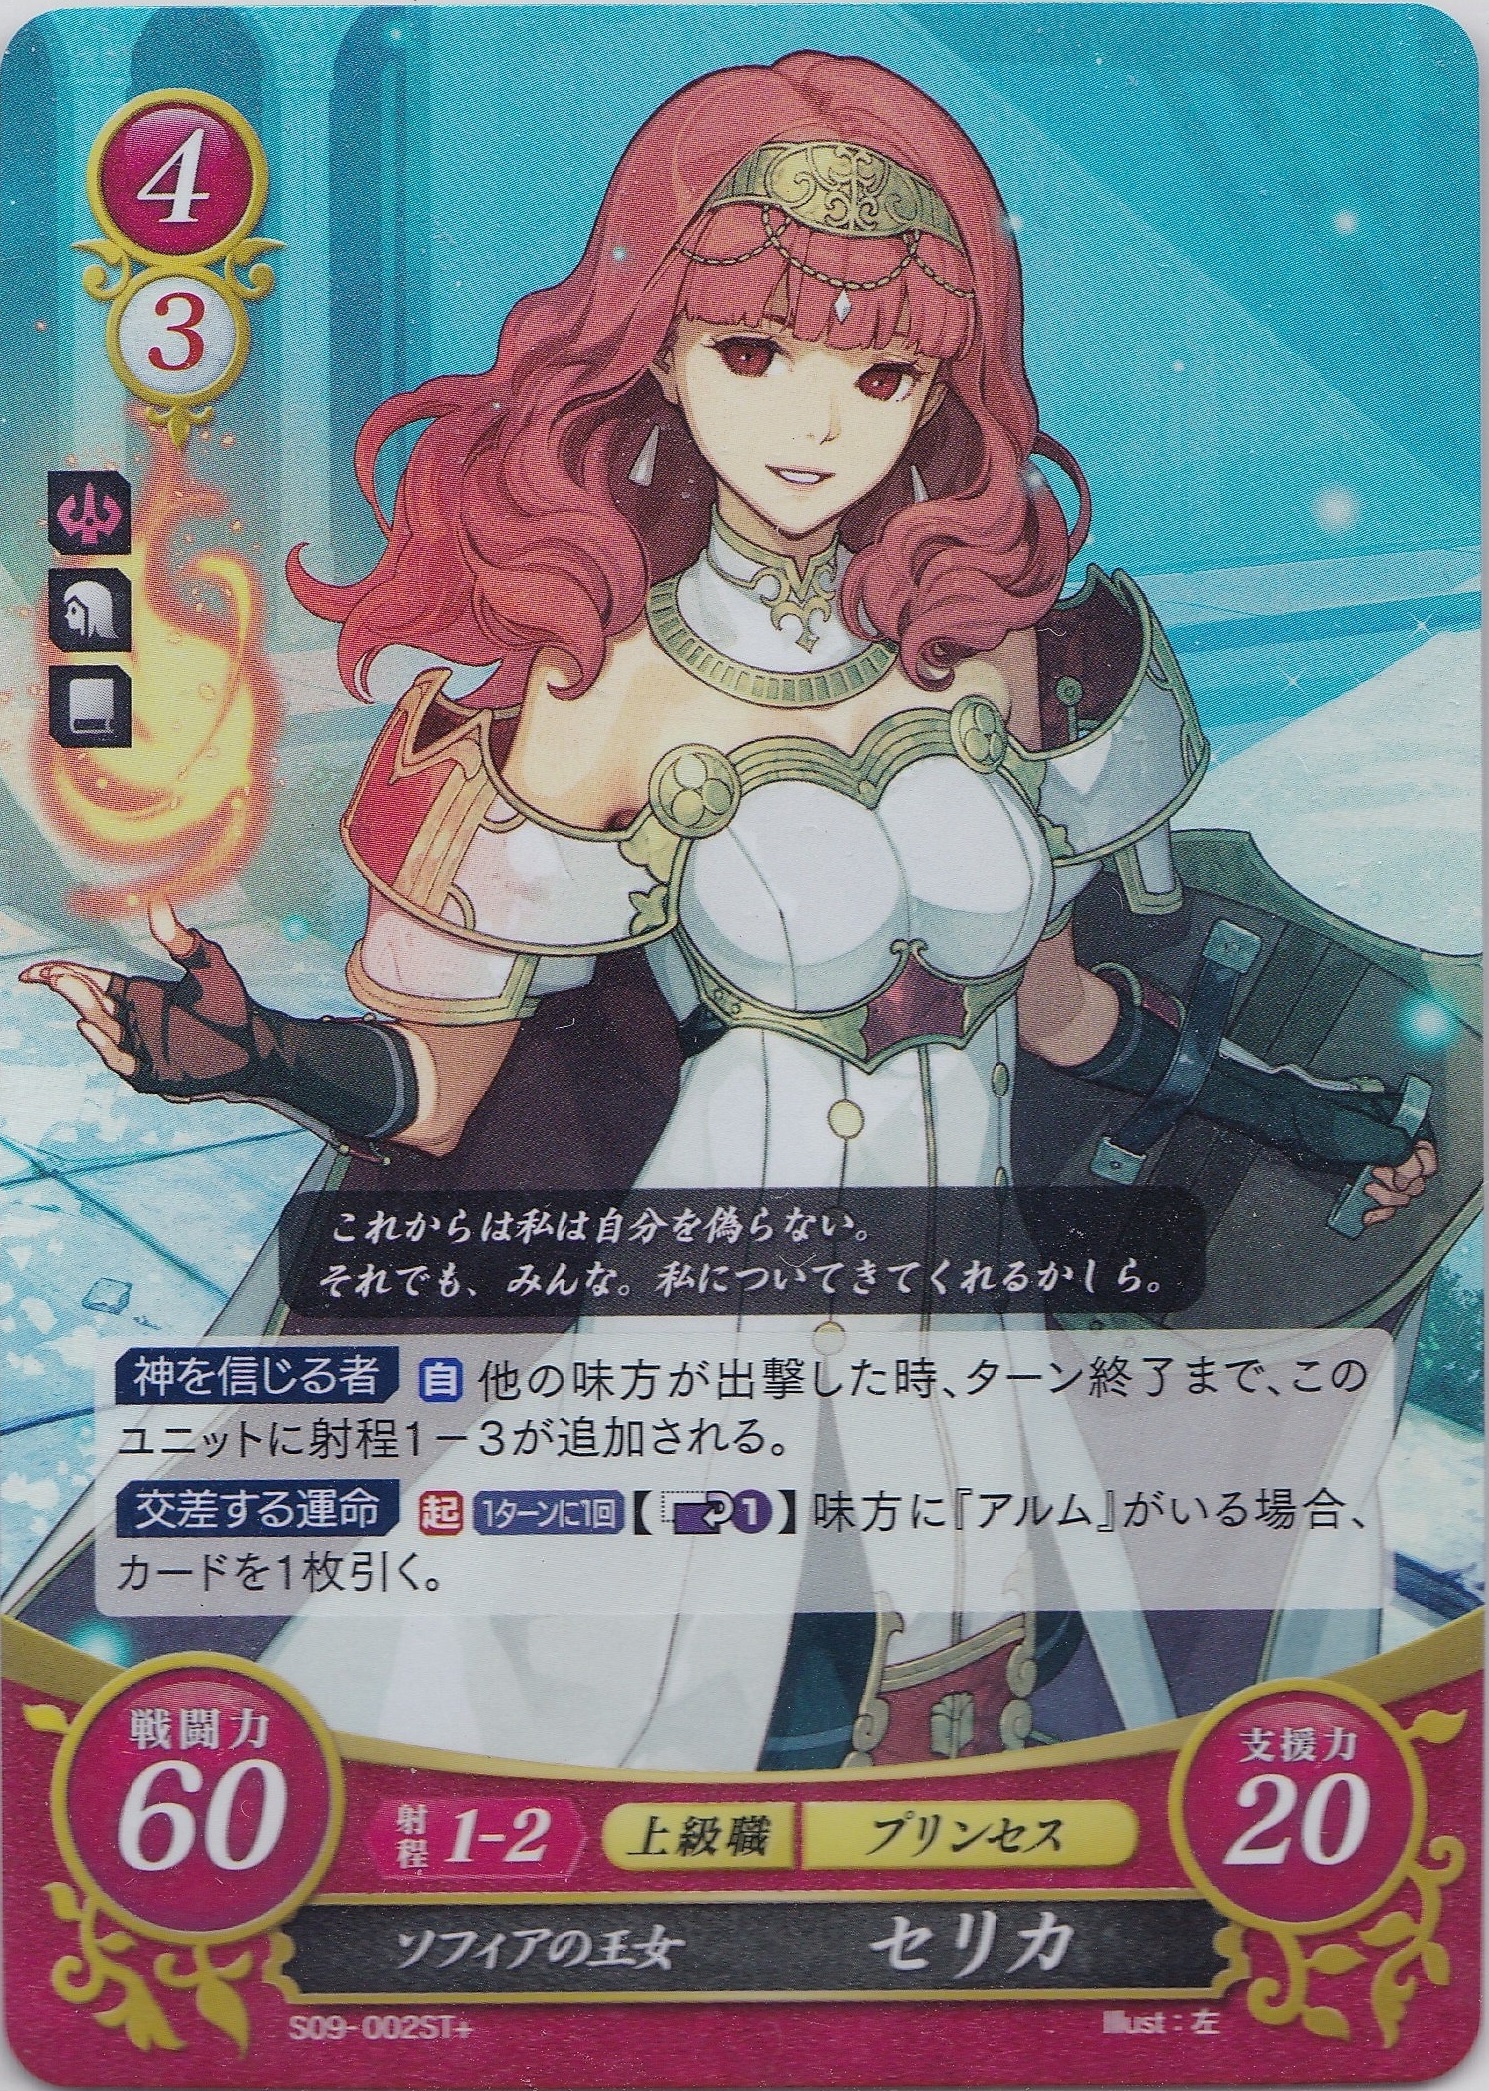 4
3
これからは私は自分を偽らない。
それでも、みんな。私についてきてくれるかしら。
神を信じる者 自 他の味方が出撃した時、ターン終了まで、この
ユニットに射程1－3が追加される。
交差する運命 起 1ターンに1回【1】味方に『アルム』がいる場合、
カードを1枚引く。
戦闘力
60
射程 1-2
上級職 プリンセス
支援力
20
ソフィアの王女 セリカ
S09-002ST+ Illust：左